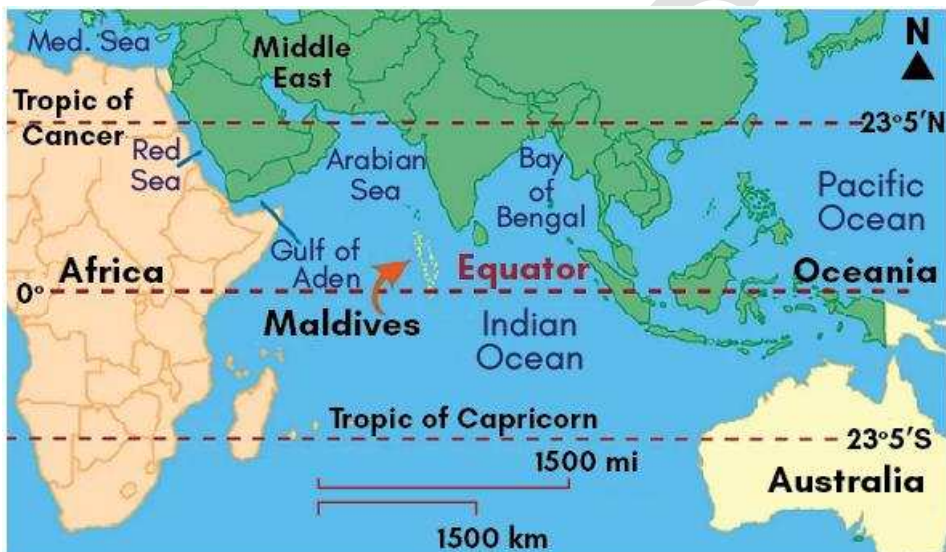 Med. Sea
Middle
East
N
Tropic of
Cancer
23°5'N
Red
Sea
Arabian
Sea
Bay
of
Bengal
Pacific
Ocean
Gulf of
Aden
Africa
Equator
Oceania
0°
Maldives
Indian
Ocean
Tropic of Capricorn
23°5'S
1500 mi
Australia
1500 km